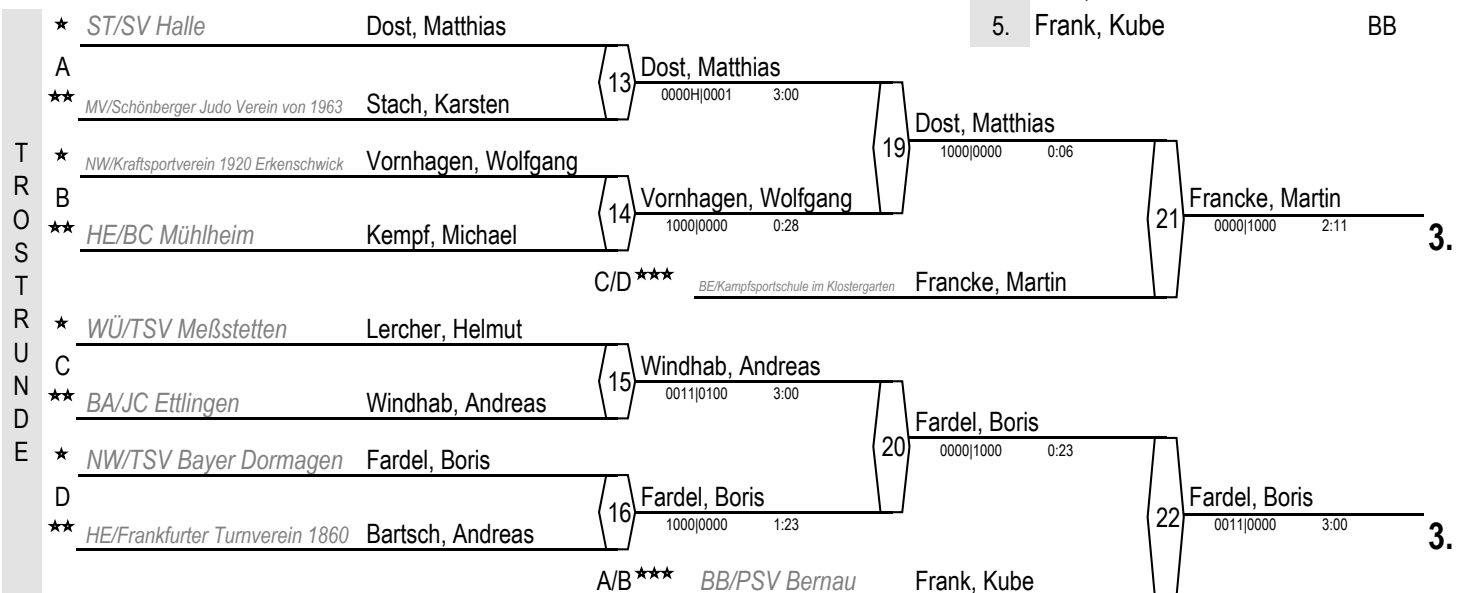 ★ ST/SV Halle Dost, Matthias
5. Frank, Kube BB
A
13 Dost, Matthias
0000H|0001 3:00
★★ MV/Schönberger Judo Verein von 1963 Stach, Karsten
19 Dost, Matthias
1000|0000 0:06
★ NW/Kraftsportverein 1920 Erkenschwick Vornhagen, Wolfgang
B
14 Vornhagen, Wolfgang
1000|0000 0:28
21 Francke, Martin
0000|1000 2:11
3.
★★ HE/BC Mühlheim Kempf, Michael
C/D ★★★ BE/Kampfsportschule im Klostergarten Francke, Martin
TROSTRUNDE
★ WÜ/TSV Meßstetten Lercher, Helmut
C
15 Windhab, Andreas
0011|0100 3:00
★★ BA/JC Ettlingen Windhab, Andreas
20 Fardel, Boris
0000|1000 0:23
★ NW/TSV Bayer Dormagen Fardel, Boris
D
16 Fardel, Boris
1000|0000 1:23
22 Fardel, Boris
0011|0000 3:00
3.
★★ HE/Frankfurter Turnverein 1860 Bartsch, Andreas
A/B ★★★ BB/PSV Bernau Frank, Kube